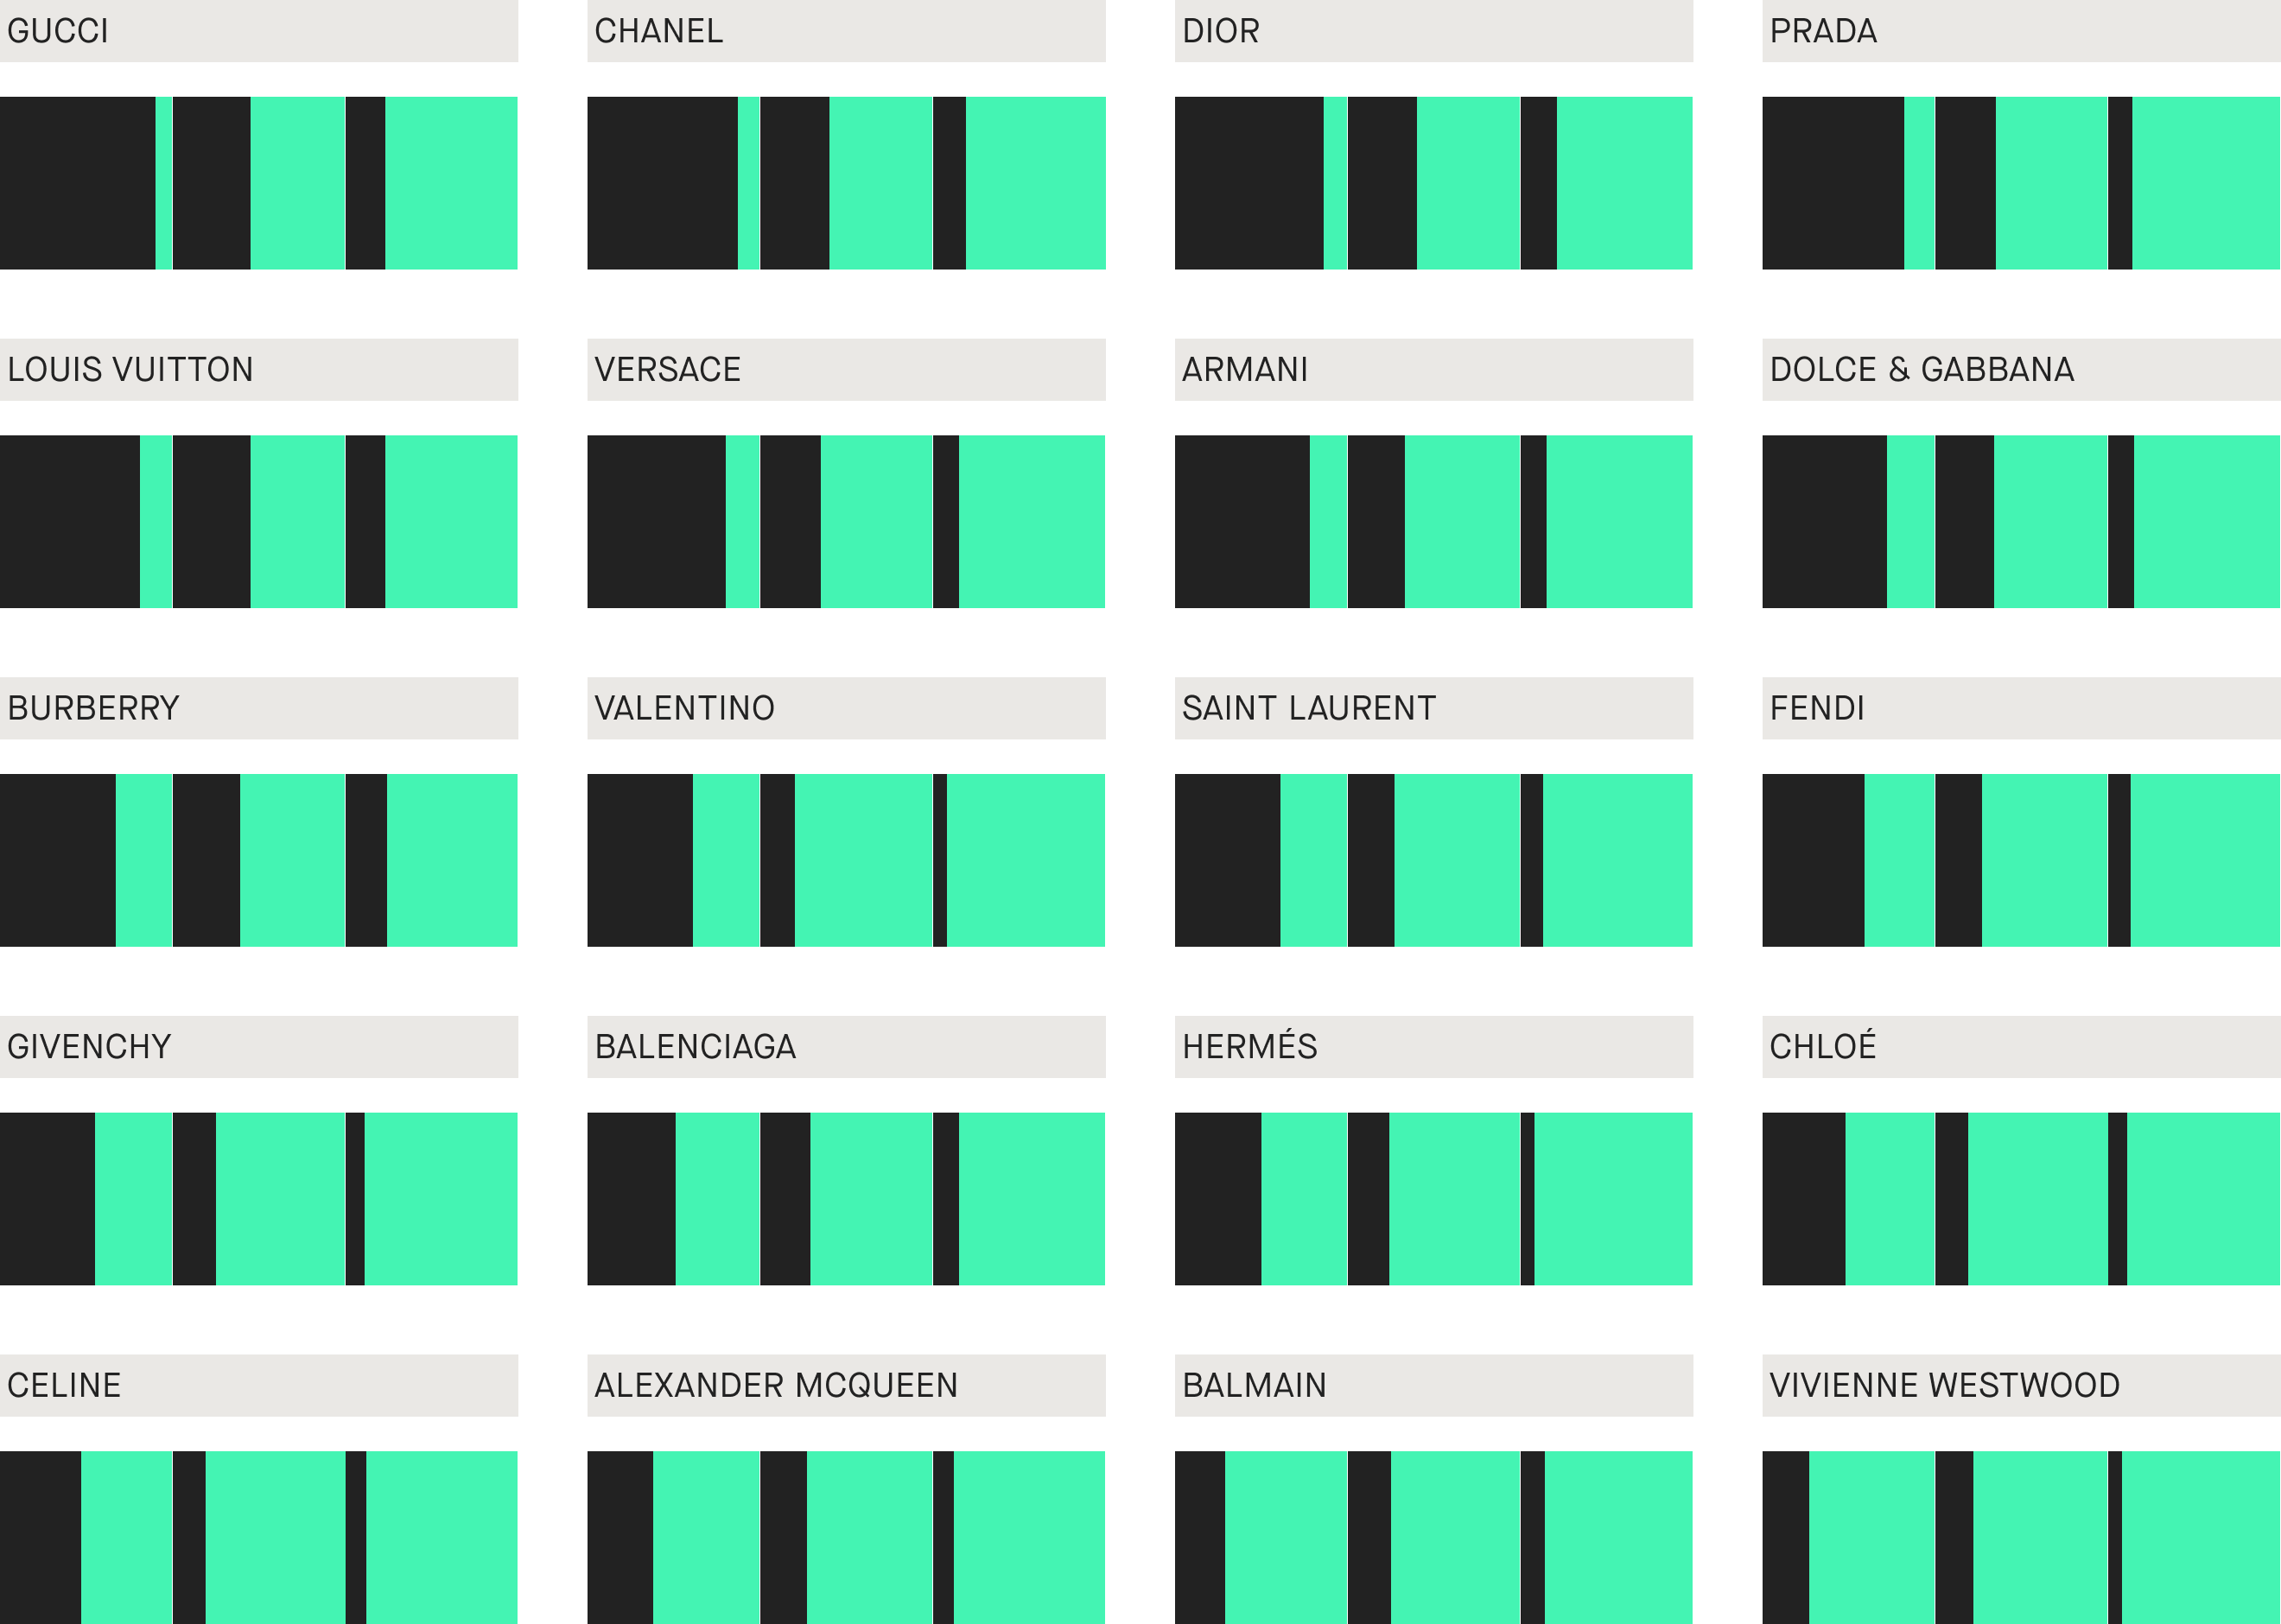 GUCCI
CHANEL
DIOR
PRADA
LOUIS VUITTON
VERSACE
ARMANI
DOLCE & GABBANA
BURBERRY
VALENTINO
SAINT LAURENT
FENDI
GIVENCHY
BALENCIAGA
HERMÉS
CHLOÉ
CELINE
ALEXANDER MCQUEEN
BALMAIN
VIVIENNE WESTWOOD